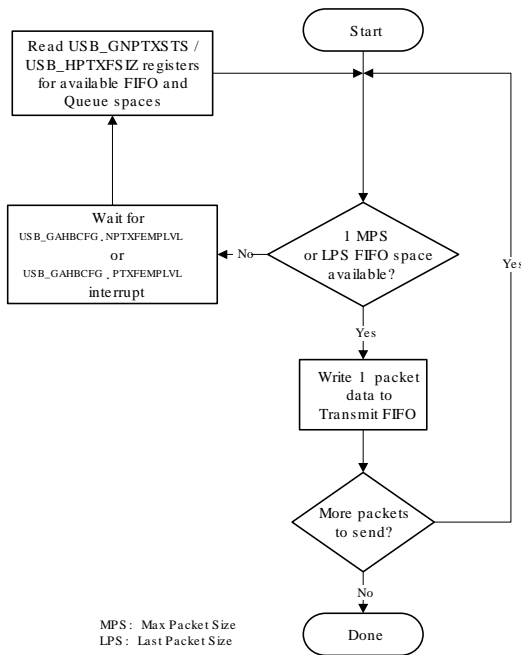 Start
Read USB_GNPTXSTS /
USB_HPTXFSIZ registers
for available FIFO and
Queue spaces
Wait for
USB_GAHBCFG.NPTXFEMPLVL
or
USB_GAHBCFG.PTXFEMPLVL
interrupt
No
1 MPS
or LPS FIFO space
available?
Yes
Yes
Write 1 packet
data to
Transmit FIFO
More packets
to send?
No
Done
MPS: Max Packet Size
LPS: Last Packet Size